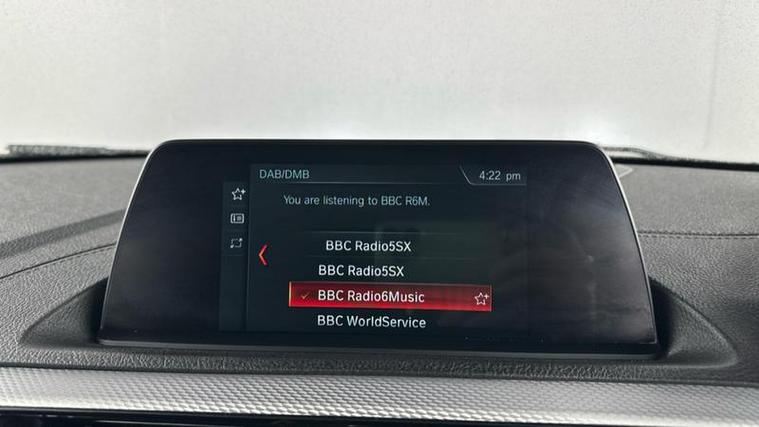 DAB/DMB
4:22 pm
You are listening to BBC R6M.
BBC Radio5SX
BBC Radio5SX
BBC Radio6Music
BBC WorldService